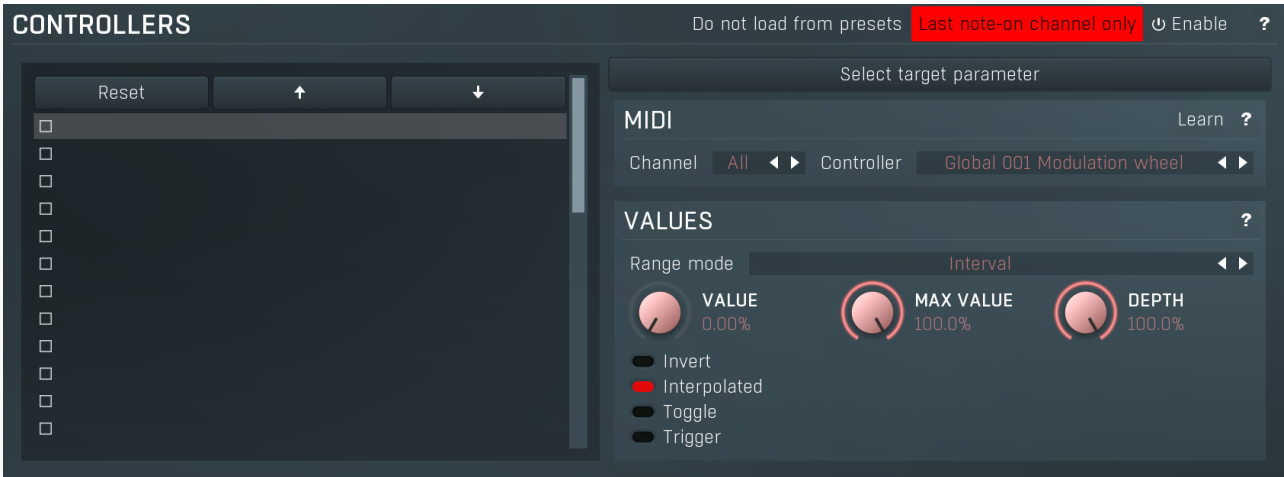 CONTROLLERS
Do not load from presets Last note-on channel only Enable ?
Reset
Select target parameter
MIDI Learn ?
Channel All Controller Global 001 Modulation wheel
VALUES ?
Range mode Interval
VALUE 0.00%
MAX VALUE 100.0%
DEPTH 100.0%
Invert
Interpolated
Toggle
Trigger